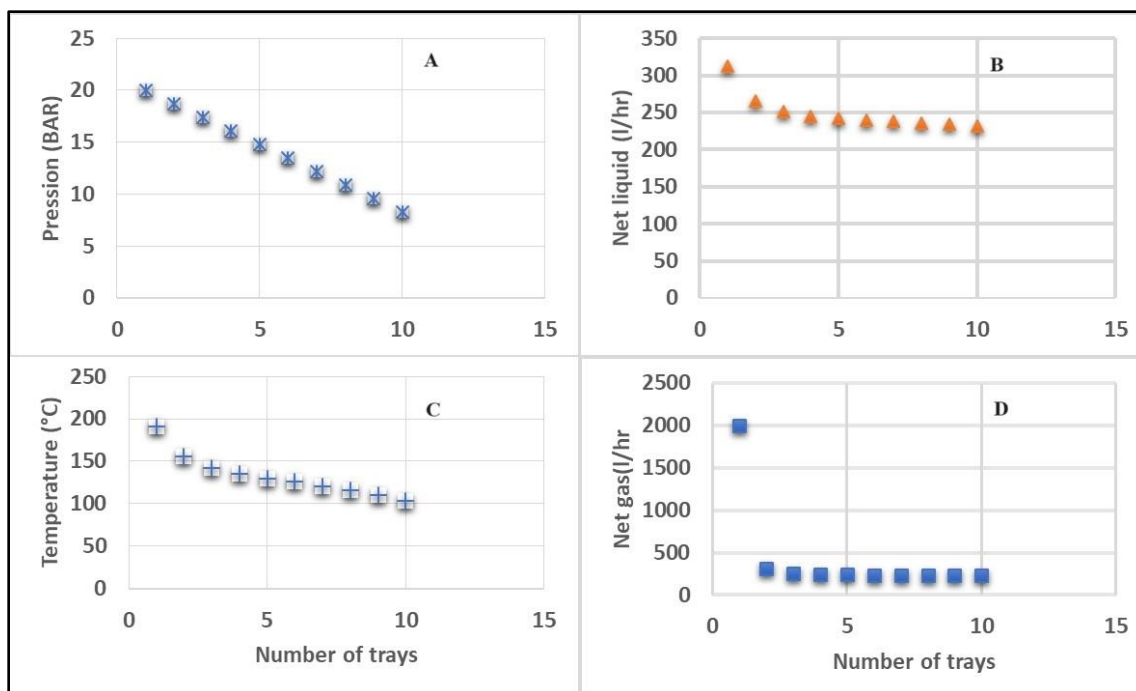 A
Pression (BAR)
25
20
15
10
5
0
0 5 10 15
B
Net liquid (l/hr)
350
300
250
200
150
100
50
0
0 5 10 15
C
Temperature (°C)
250
200
150
100
50
0
0 5 10 15
Number of trays
D
Net gas(l/hr
2500
2000
1500
1000
500
0
0 5 10 15
Number of trays